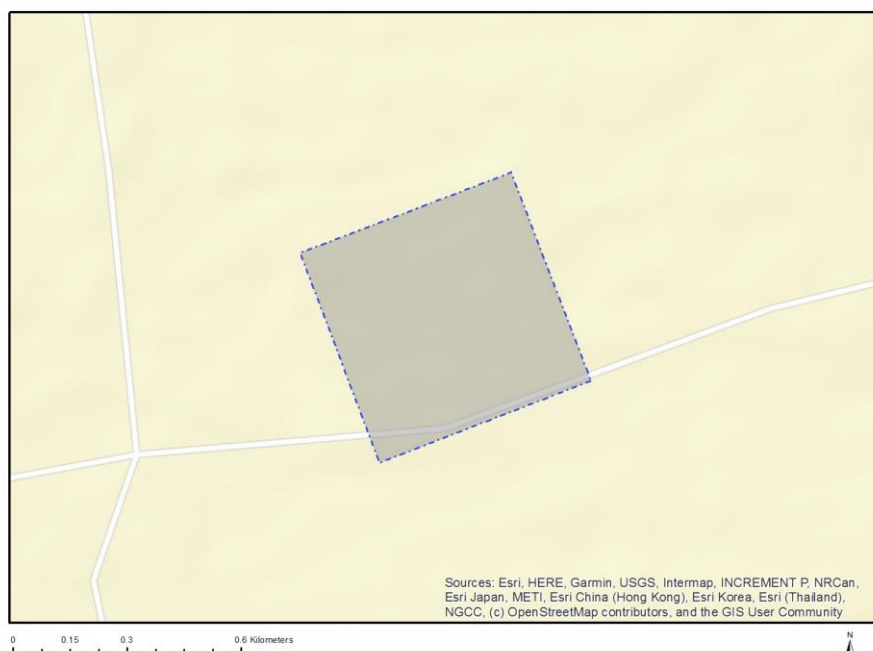 Sources: Esri, HERE, Garmin, USGS, Intermap, INCREMENT P, NRCan,
Esri Japan, METI, Esri China (Hong Kong), Esri Korea, Esri (Thailand),
NGCC, (c) OpenStreetMap contributors, and the GIS User Community
0 0.15 0.3 0.6 Kilometers
N